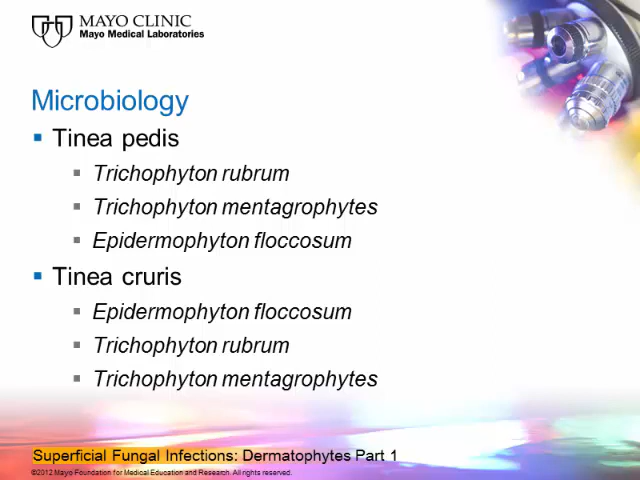 MAYO CLINIC
Mayo Medical Laboratories
Microbiology
Tinea pedis
Trichophyton rubrum
Trichophyton mentagrophytes
Epidermophyton floccosum
Tinea cruris
Epidermophyton floccosum
Trichophyton rubrum
Trichophyton mentagrophytes
Superficial Fungal Infections: Dermatophytes Part 1
©2012 Mayo Foundation for Medical Education and Research. All rights reserved.